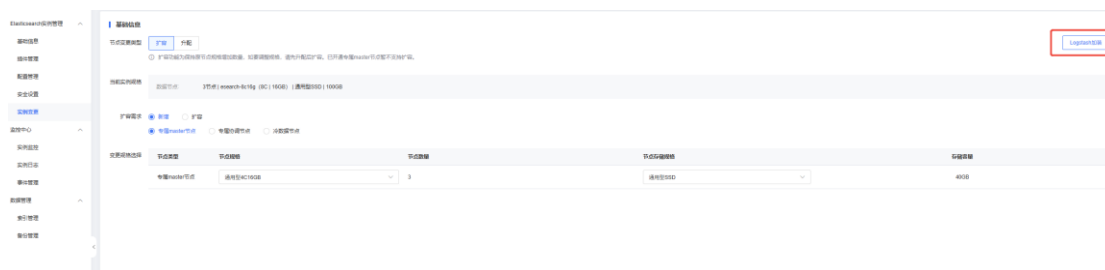 Elasticsearch实例管理
基础信息
插件管理
配置管理
安全设置
实例变更
监控中心
实例监控
实例日志
事件管理
数据管理
索引管理
备份管理
基础信息
节点变更类型 扩容 升配
当前实例规格
数据节点 3节点 | 通用型SSD | 100GB
扩容需求 新增 扩容
专属master节点 专属协调节点 冷数据节点
变更规格选择
节点类型 节点规格 节点数量 节点存储规格 存储容量
专属master节点 通用型4C16GB 3 通用型SSD 40GB
Logstash加装